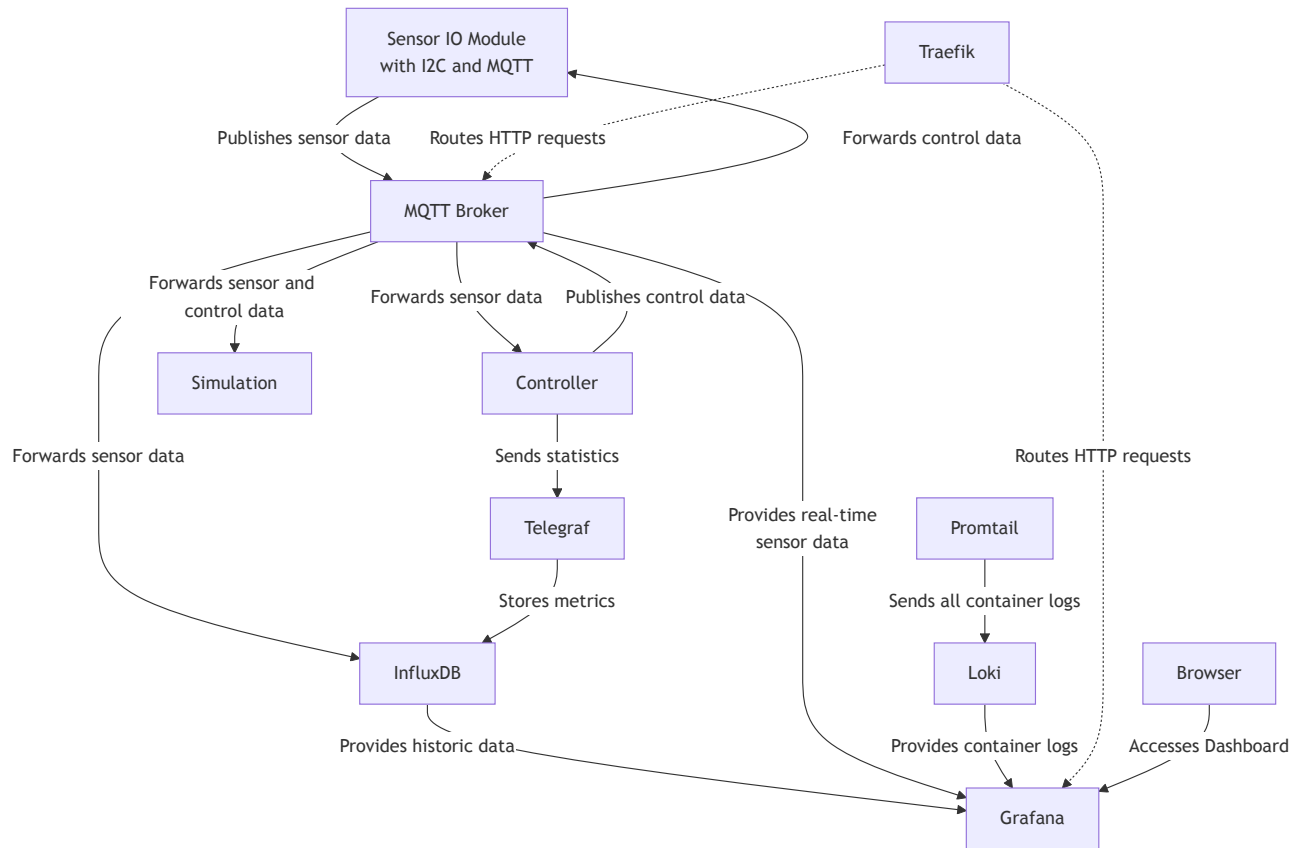 Sensor IO Module
with I2C and MQTT
Traefik
Publishes sensor data
Routes HTTP requests
Forwards control data
MQTT Broker
Forwards sensor and
control data
Forwards sensor data
Publishes control data
Simulation
Controller
Forwards sensor data
Sends statistics
Routes HTTP requests
Telegraf
Provides real-time
sensor data
Promtail
Stores metrics
Sends all container logs
InfluxDB
Loki
Browser
Provides historic data
Provides container logs
Accesses Dashboard
Grafana